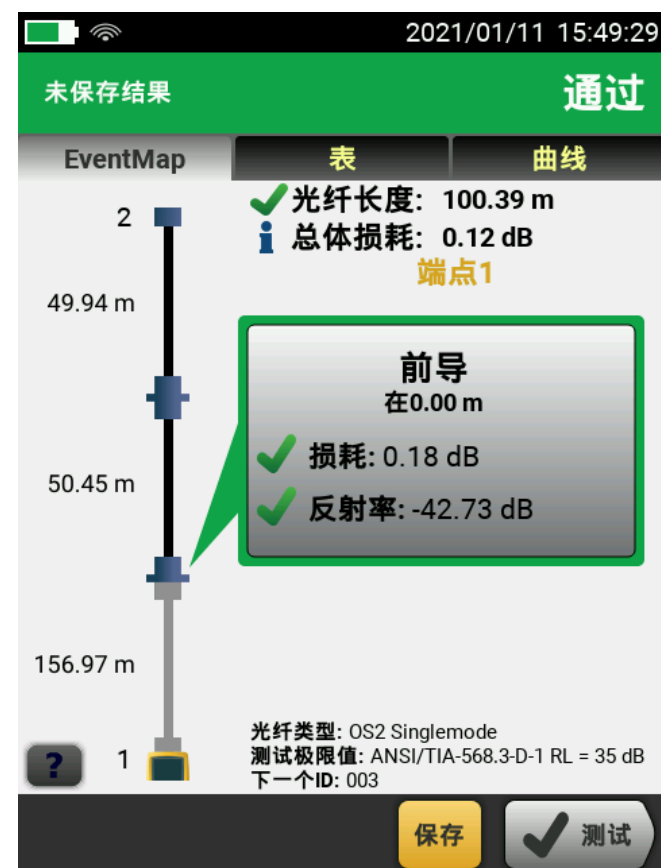 2021/01/11 15:49:29
未保存结果 通过
EventMap 表 曲线
光纤长度: 100.39 m
总体损耗: 0.12 dB
端点1
2
49.94 m
前导
在0.00 m
损耗: 0.18 dB
反射率: -42.73 dB
50.45 m
156.97 m
光纤类型: OS2 Singlemode
测试极限值: ANSI/TIA-568.3-D-1 RL = 35 dB
下一个ID: 003
? 1
保存 测试